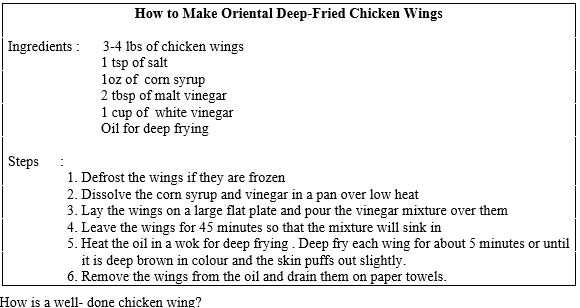 How to Make Oriental Deep-Fried Chicken Wings
Ingredients : 3-4 lbs of chicken wings
1 tsp of salt
1oz of corn syrup
2 tbsp of malt vinegar
1 cup of white vinegar
Oil for deep frying
Steps :
1. Defrost the wings if they are frozen
2. Dissolve the corn syrup and vinegar in a pan over low heat
3. Lay the wings on a large flat plate and pour the vinegar mixture over them
4. Leave the wings for 45 minutes so that the mixture will sink in
5. Heat the oil in a wok for deep frying . Deep fry each wing for about 5 minutes or until
it is deep brown in colour and the skin puffs out slightly.
6. Remove the wings from the oil and drain them on paper towels.
How is a well- done chicken wing?